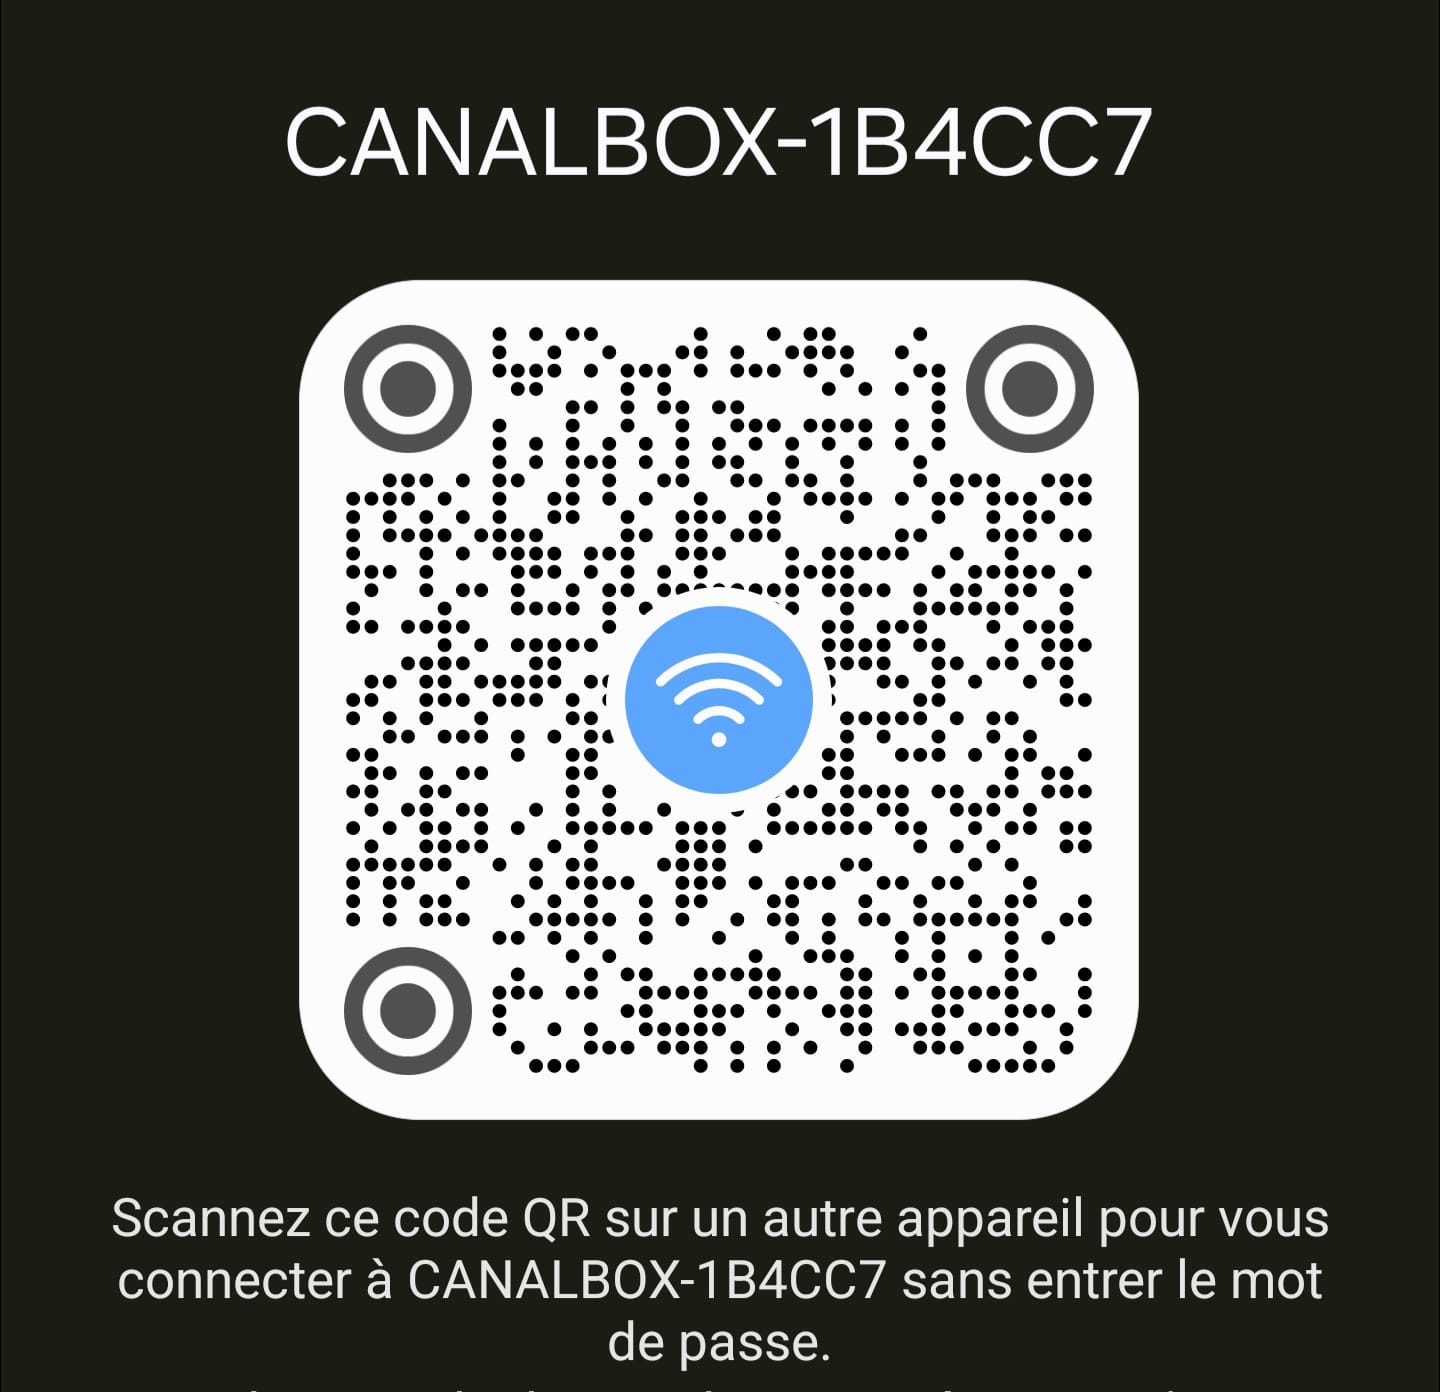 CANALBOX-1B4CC7
Scannez ce code QR sur un autre appareil pour vous
connecter à CANALBOX-1B4CC7 sans entrer le mot
de passe.